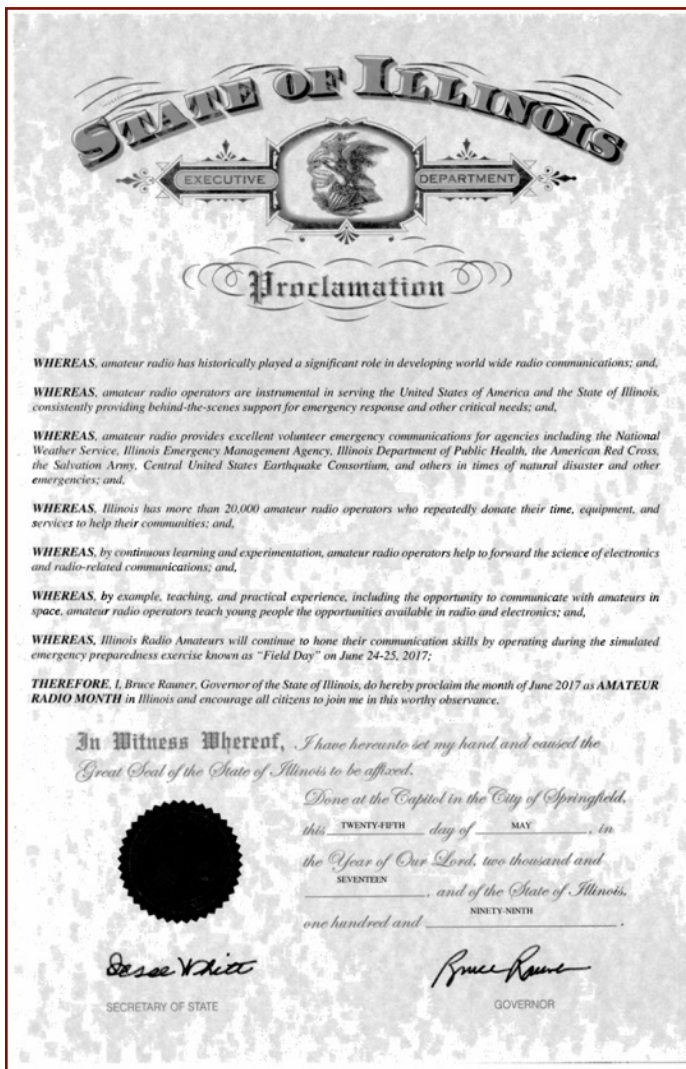 STATE OF ILLINOIS
EXECUTIVE DEPARTMENT
Proclamation
WHEREAS, amateur radio has historically played a significant role in developing world wide radio communications; and,
WHEREAS, amateur radio operators are instrumental in serving the United States of America and the State of Illinois,
consistently providing behind-the-scenes support for emergency response and other critical needs; and,
WHEREAS, amateur radio provides excellent volunteer emergency communications for agencies including the National
Weather Service, Illinois Emergency Management Agency, Illinois Department of Public Health, the American Red Cross,
the Salvation Army, Central United States Earthquake Consortium, and others in times of natural disaster and other
emergencies; and,
WHEREAS, Illinois has more than 20,000 amateur radio operators who repeatedly donate their time, equipment, and
services to help their communities; and,
WHEREAS, by continuous learning and experimentation, amateur radio operators help to forward the science of electronics
and radio-related communications; and,
WHEREAS, by example, teaching, and practical experience, including the opportunity to communicate with amateurs in
space, amateur radio operators teach young people the opportunities available in radio and electronics; and,
WHEREAS, Illinois Radio Amateurs will continue to hone their communication skills by operating during the simulated
emergency preparedness exercise known as “Field Day” on June 24-25, 2017;
THEREFORE, I, Bruce Rauner, Governor of the State of Illinois, do hereby proclaim the month of June 2017 as AMATEUR
RADIO MONTH in Illinois and encourage all citizens to join me in this worthy observance.
In Witness Whereof, I have hereunto set my hand and caused the
Great Seal of the State of Illinois to be affixed.
Done at the Capitol in the City of Springfield,
this TWENTY-FIFTH day of MAY, in
the Year of Our Lord, two thousand and
SEVENTEEN, and of the State of Illinois,
one hundred and NINETY-NINTH.
Jesse White
Bruce Rauner
SECRETARY OF STATE
GOVERNOR